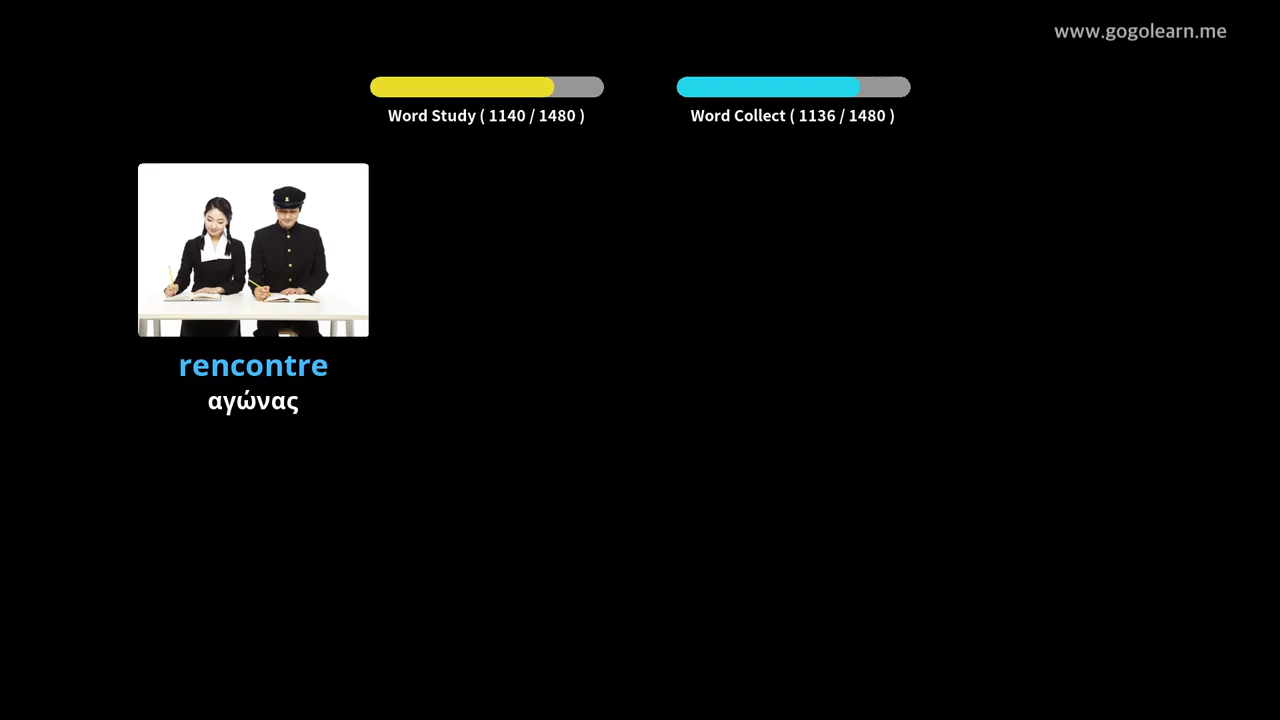 www.gogolearn.me
Word Study ( 1140 / 1480 )
Word Collect ( 1136 / 1480 )
rencontre
αγώνας